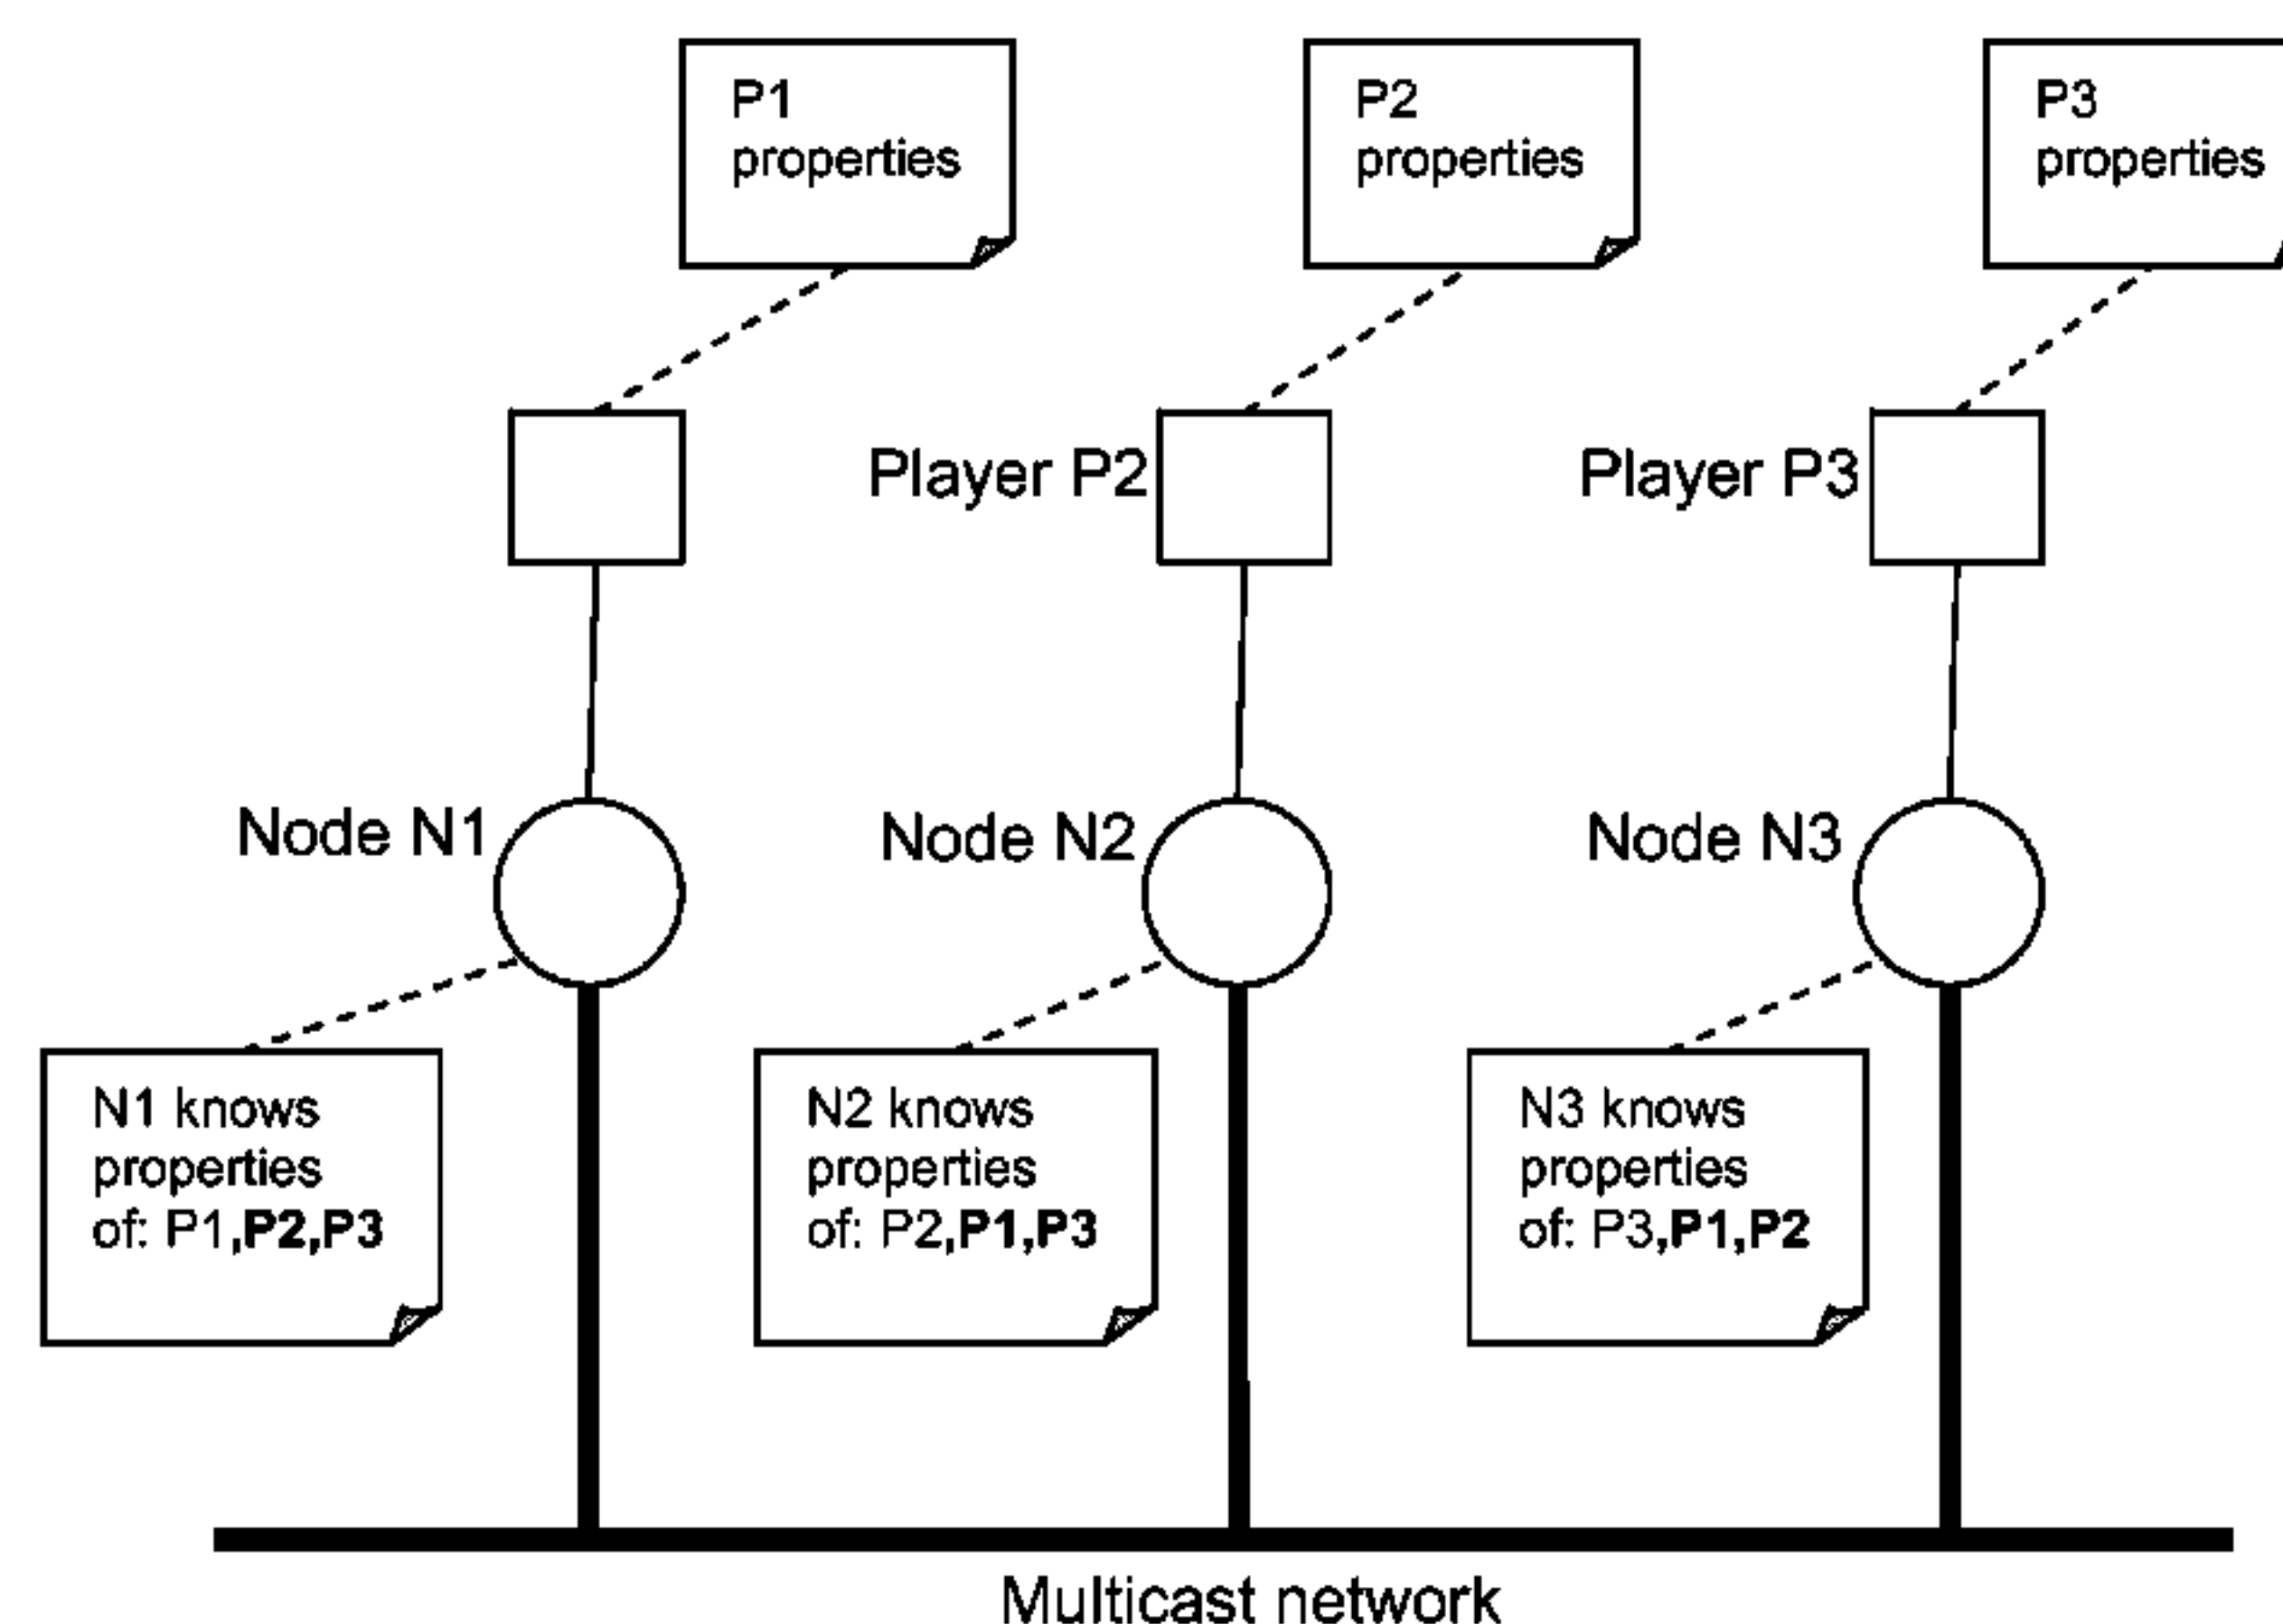 P1
properties
P2
properties
P3
properties
Player P2
Player P3
Node N1
Node N2
Node N3
N1 knows
properties
of: P1,P2,P3
N2 knows
properties
of: P2,P1,P3
N3 knows
properties
of: P3,P1,P2
Multicast network